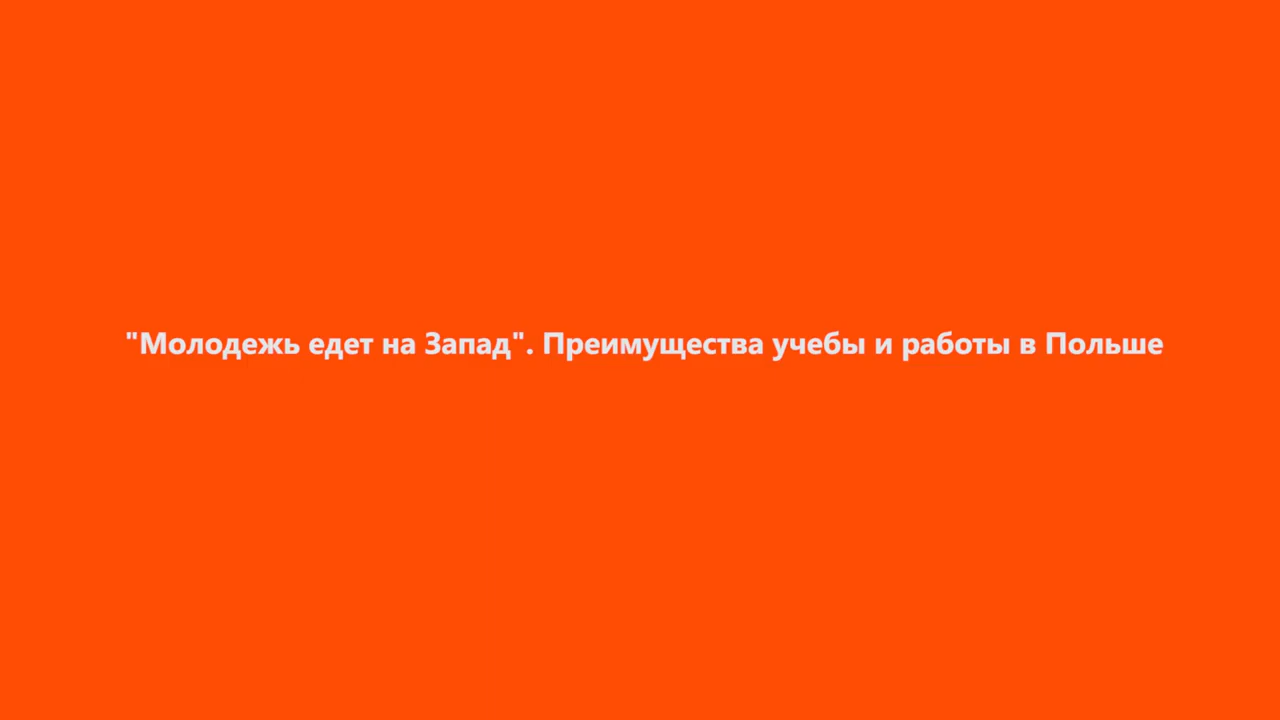 "Молодежь едет на Запад". Преимущества учебы и работы в Польше